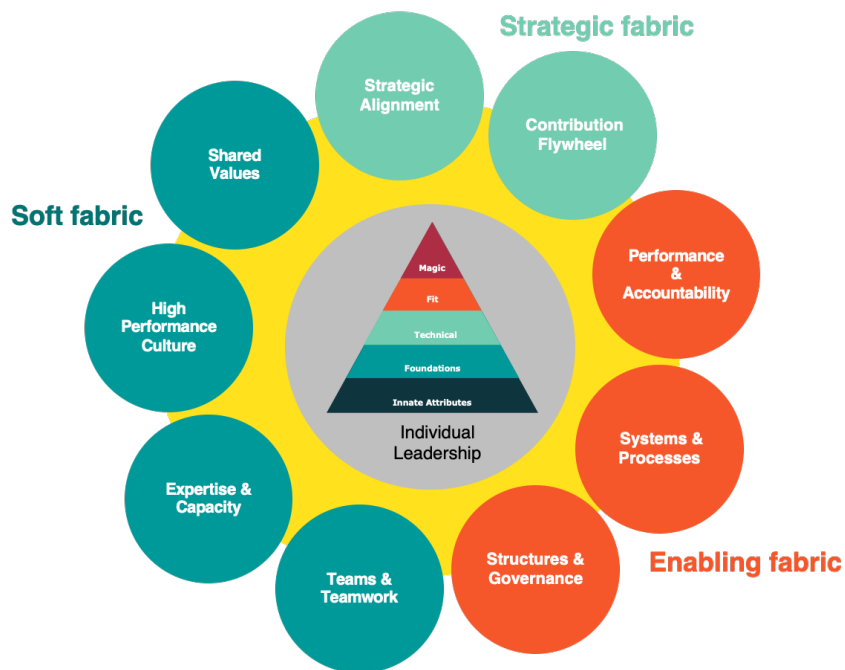 Strategic fabric
Strategic
Alignment
Contribution
Flywheel
Shared
Values
Soft fabric
Performance
&
Accountability
High
Performance
Culture
Magic
Fit
Technical
Foundations
Innate Attributes
Individual
Leadership
Systems &
Processes
Expertise &
Capacity
Structures &
Governance
Enabling fabric
Teams &
Teamwork